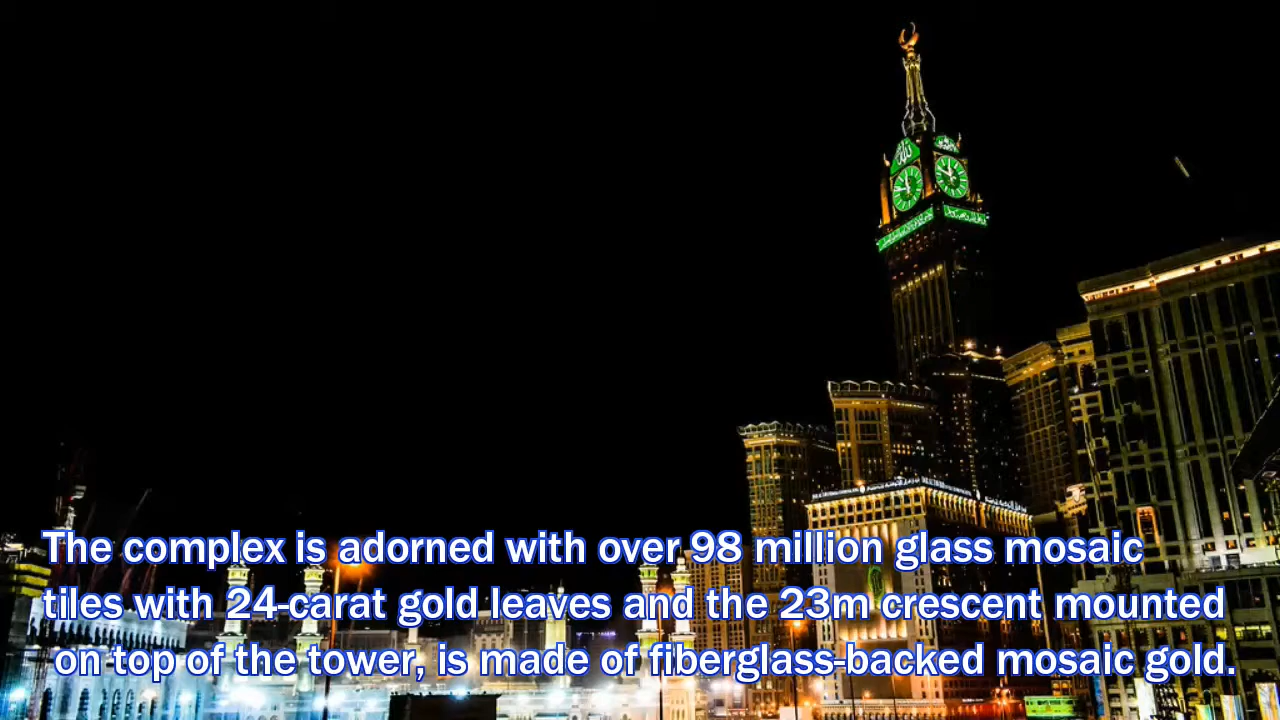 الله
The complex is adorned with over 98 million glass mosaic
tiles with 24-carat gold leaves and the 23m crescent mounted
on top of the tower, is made of fiberglass-backed mosaic gold.